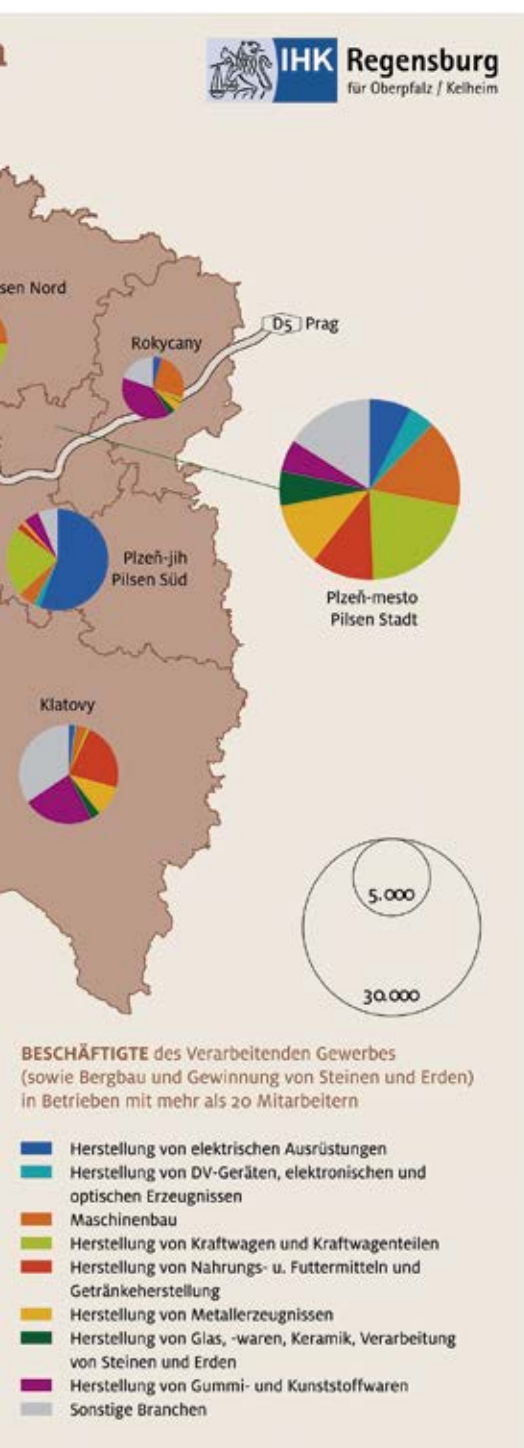 IHK Regensburg
für Oberpfalz / Kelheim
Nord
D5 Prag
Rokycany
Plzeň-jih
Pilsen Süd
Plzeň-mesto
Pilsen Stadt
Klatovy
5.000
30.000
BESCHÄFTIGTE des Verarbeitenden Gewerbes
(sowie Bergbau und Gewinnung von Steinen und Erden)
in Betrieben mit mehr als 20 Mitarbeitern
Herstellung von elektrischen Ausrüstungen
Herstellung von DV-Geräten, elektronischen und
optischen Erzeugnissen
Maschinenbau
Herstellung von Kraftwagen und Kraftwagenteilen
Herstellung von Nahrungs- u. Futtermitteln und
Getränkeherstellung
Herstellung von Metallerzeugnissen
Herstellung von Glas, -waren, Keramik, Verarbeitung
von Steinen und Erden
Herstellung von Gummi- und Kunststoffwaren
Sonstige Branchen